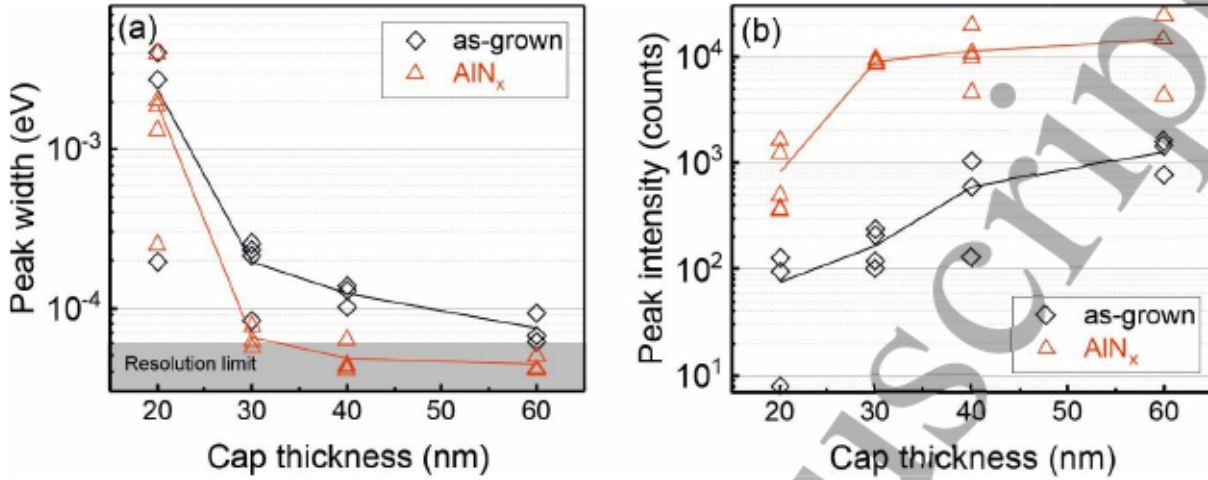 (a)
as-grown
AlNₓ
10⁻³
10⁻⁴
Peak width (eV)
Resolution limit
20 30 40 50 60
Cap thickness (nm)
(b)
10⁴
10³
10²
10¹
Peak intensity (counts)
as-grown
AlNₓ
20 30 40 50 60
Cap thickness (nm)
uscrip